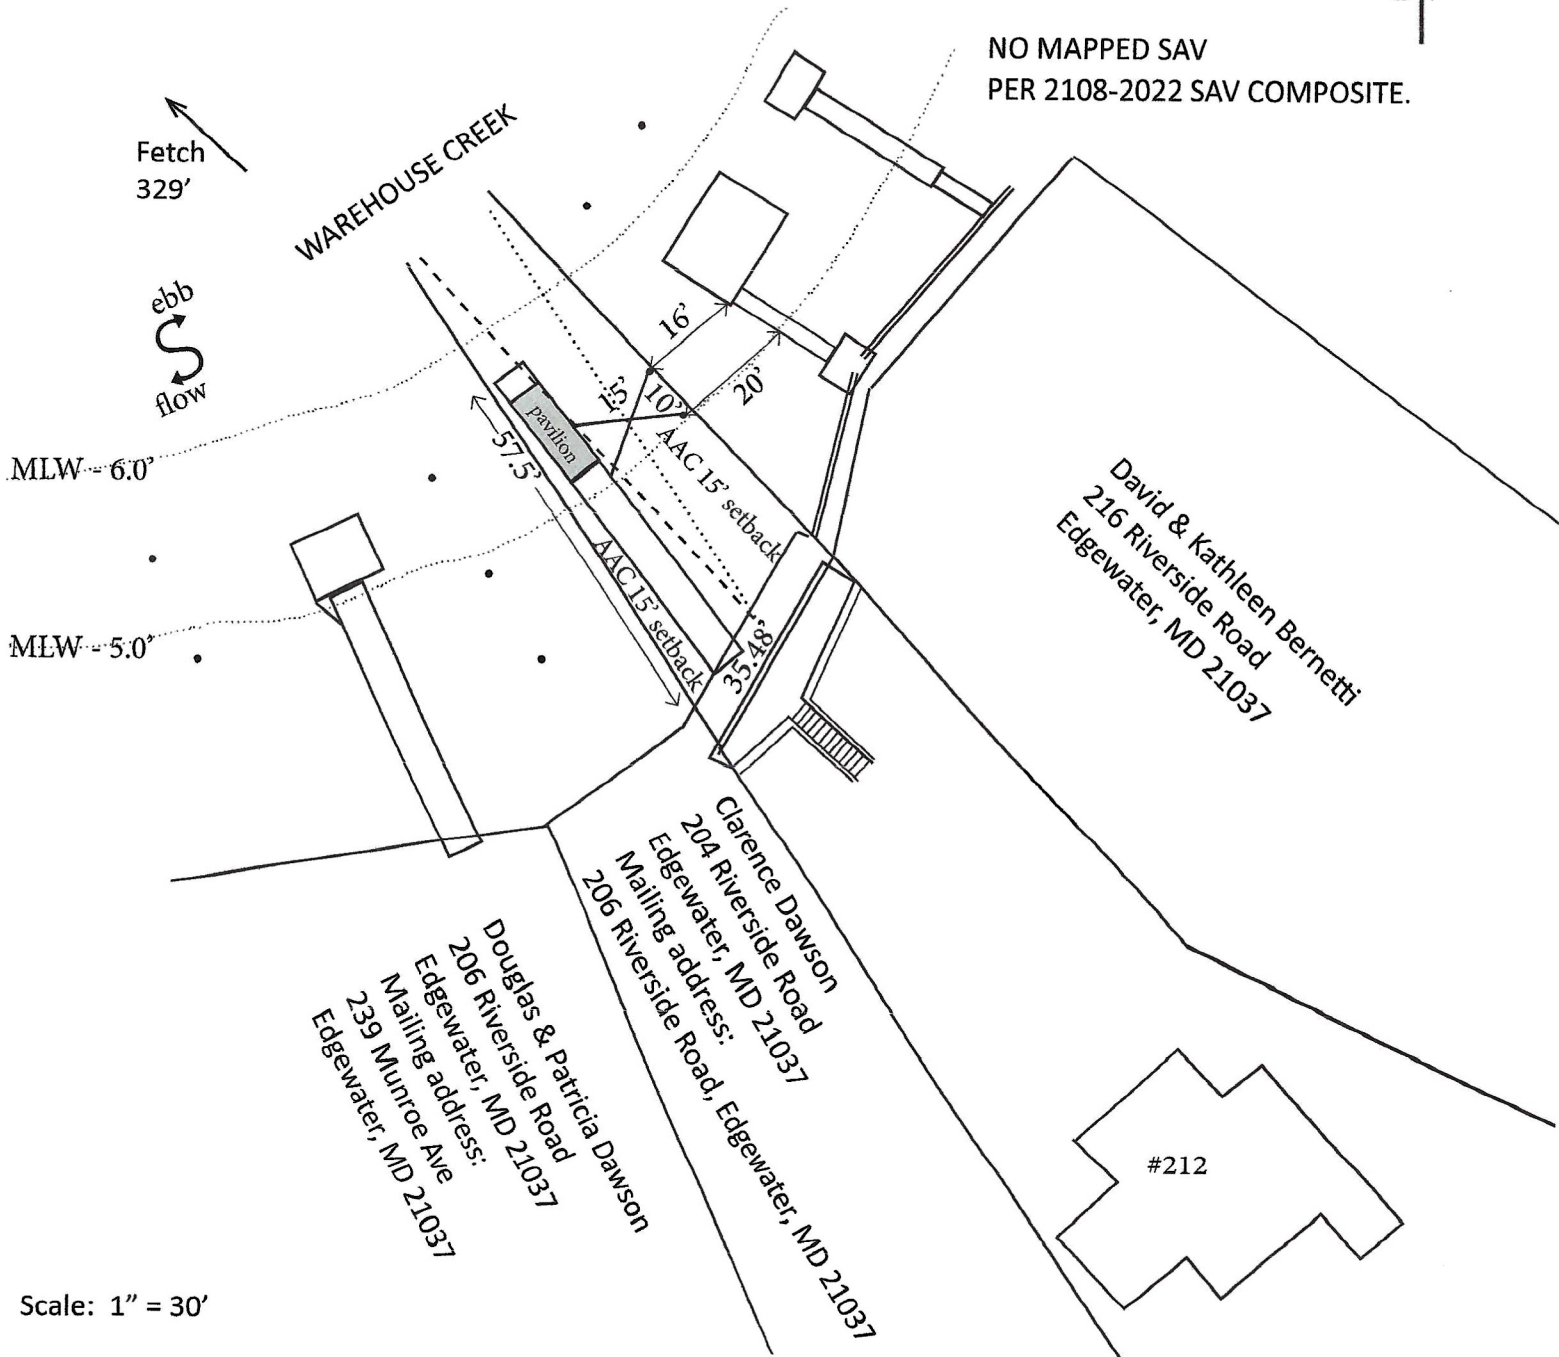 NO MAPPED SAV
PER 2108-2022 SAV COMPOSITE.
Fetch
329’
WAREHOUSE CREEK
ebb
flow
16’
20’
10’
15’
pavilion
57.5’
AAC 15’ setback
AAC 15’ setback
35.48’
MLW - 6.0’
MLW - 5.0’
David & Kathleen Bernetti
216 Riverside Road
Edgewater, MD 21037
Clarence Dawson
204 Riverside Road
Edgewater, MD 21037
Mailing address:
206 Riverside Road, Edgewater, MD 21037
Douglas & Patricia Dawson
206 Riverside Road
Edgewater, MD 21037
Mailing address:
239 Munroe Ave
Edgewater, MD 21037
#212
Scale: 1” = 30’